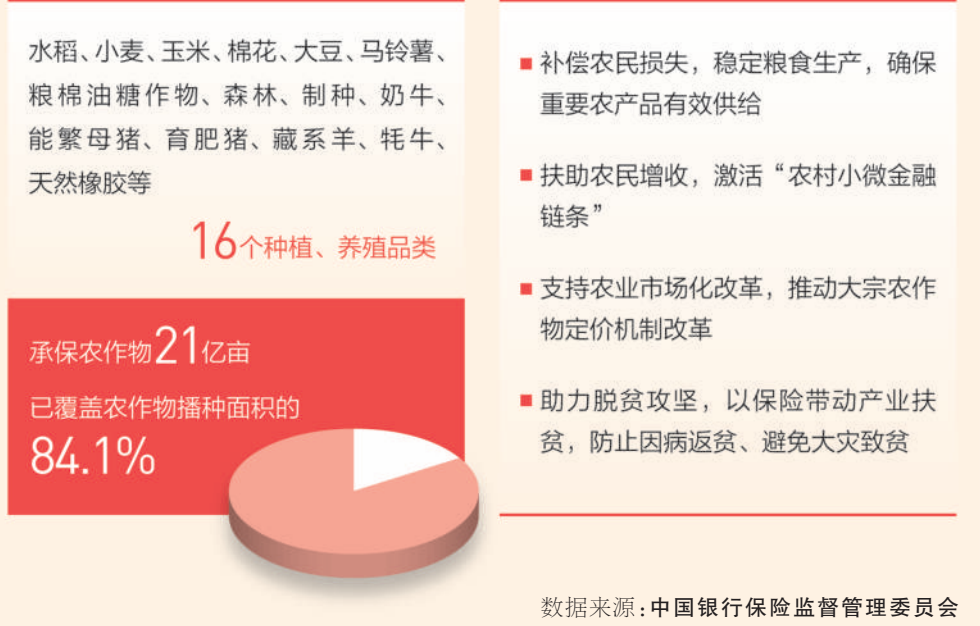 水稻、小麦、玉米、棉花、大豆、马铃薯、
粮棉油糖作物、森林、制种、奶牛、
能繁母猪、育肥猪、藏系羊、牦牛、
天然橡胶等
16个种植、养殖品类
承保农作物21亿亩
已覆盖农作物播种面积的
84.1%
■ 补偿农民损失，稳定粮食生产，确保
重要农产品有效供给
■ 扶助农民增收，激活“农村小微金融
链条”
■ 支持农业市场化改革，推动大宗农作
物定价机制改革
■ 助力脱贫攻坚，以保险带动产业扶
贫，防止因病返贫、避免大灾致贫
数据来源：中国银行保险监督管理委员会